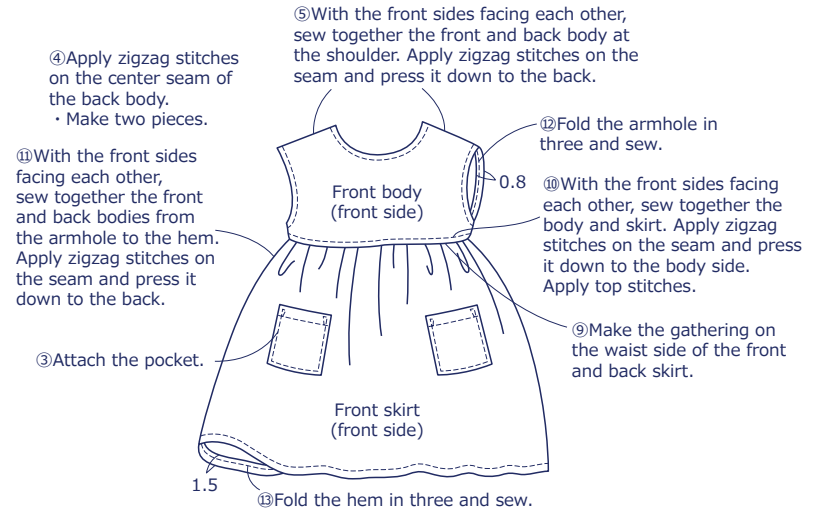 ⑤With the front sides facing each other,
sew together the front and back body at
the shoulder. Apply zigzag stitches on the
seam and press it down to the back.
④Apply zigzag stitches
on the center seam of
the back body.
・Make two pieces.
⑫Fold the armhole in
three and sew.
0.8
⑪With the front sides
facing each other,
sew together the front
and back bodies from
the armhole to the hem.
Apply zigzag stitches on
the seam and press it
down to the back.
Front body
(front side)
⑩With the front sides facing
each other, sew together the
body and skirt. Apply zigzag
stitches on the seam and press
it down to the body side.
Apply top stitches.
⑨Make the gathering on
the waist side of the front
and back skirt.
③Attach the pocket.
Front skirt
(front side)
1.5
⑬Fold the hem in three and sew.